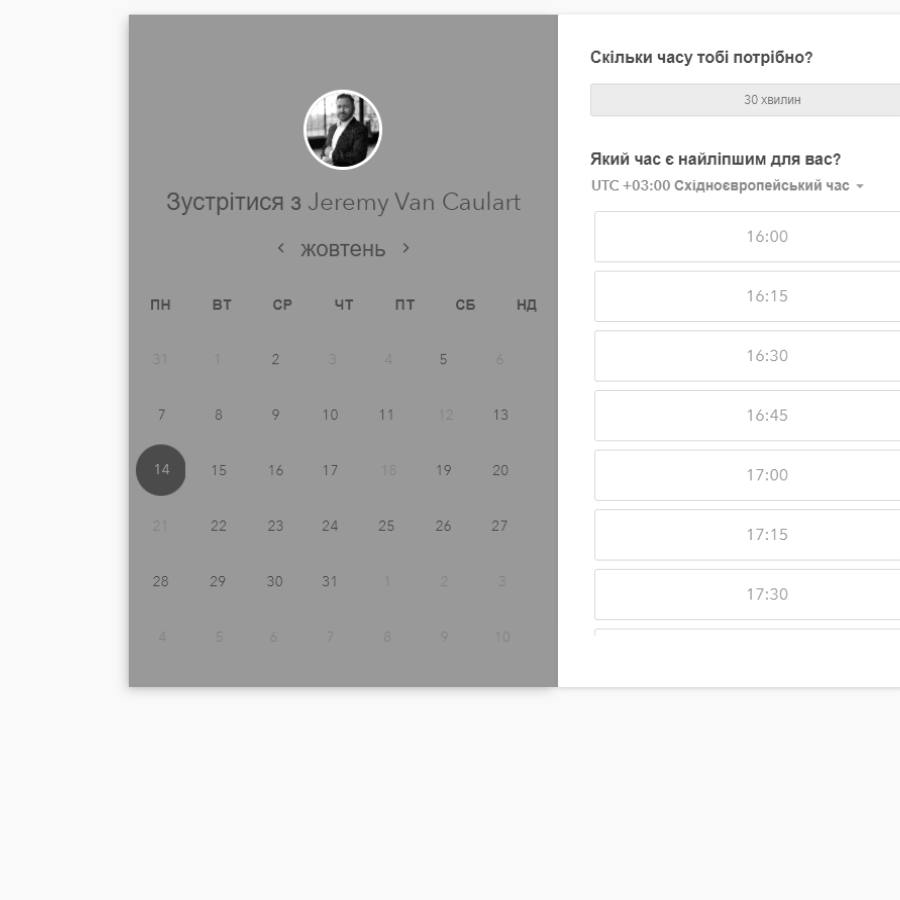 Зустрітися з Jeremy Van Caulart
жовтень
ПН ВТ СР ЧТ ПТ СБ НД
31 1 2 3 4 5 6
7 8 9 10 11 12 13
14 15 16 17 18 19 20
21 22 23 24 25 26 27
28 29 30 31 1 2 3
4 5 6 7 8 9 10
Скільки часу тобі потрібно?
30 хвилин
Який час є найліпшим для вас?
UTC +03:00 Східноєвропейський час
16:00
16:15
16:30
16:45
17:00
17:15
17:30